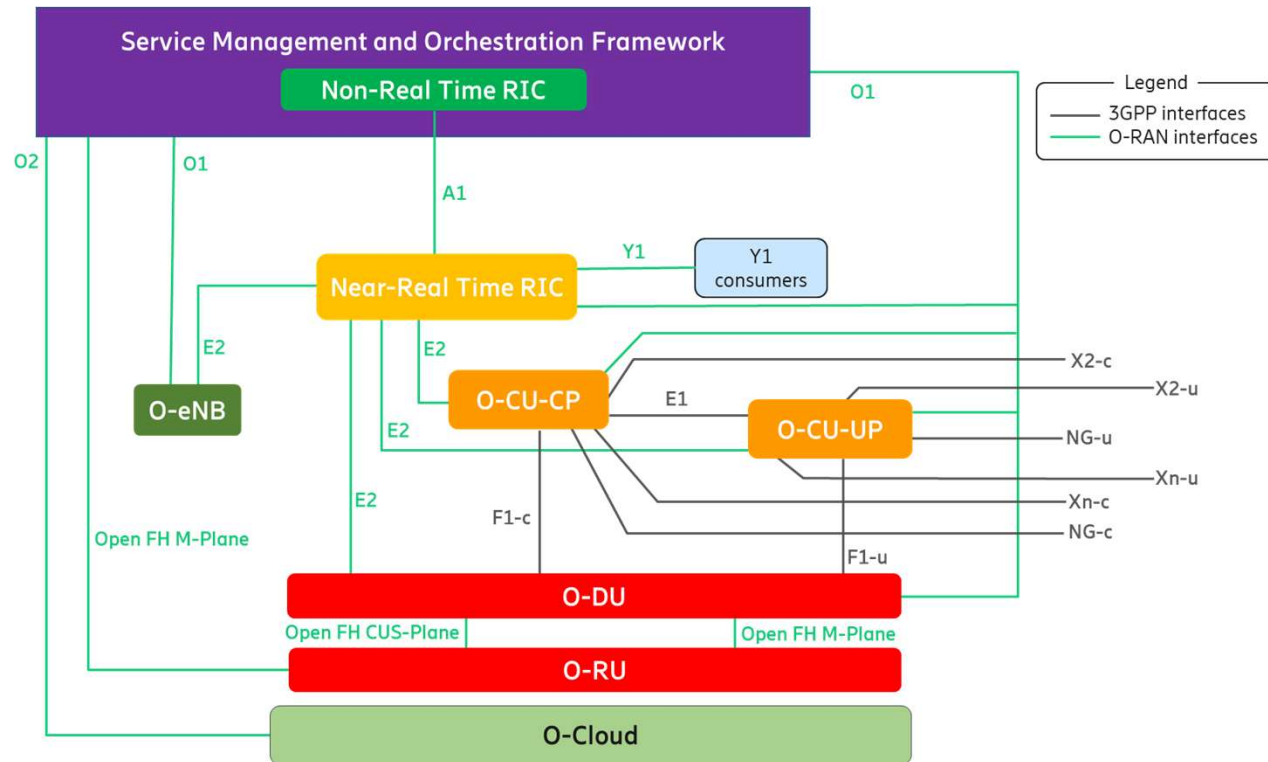 Service Management and Orchestration Framework
Non-Real Time RIC
O1
Legend
3GPP interfaces
O-RAN interfaces
O2
O1
A1
Y1
Y1
consumers
Near-Real Time RIC
E2
E2
X2-c
X2-u
O-eNB
O-CU-CP
E1
O-CU-UP
E2
NG-u
Xn-u
E2
Xn-c
F1-c
NG-c
Open FH M-Plane
F1-u
O-DU
Open FH CUS-Plane
Open FH M-Plane
O-RU
O-Cloud